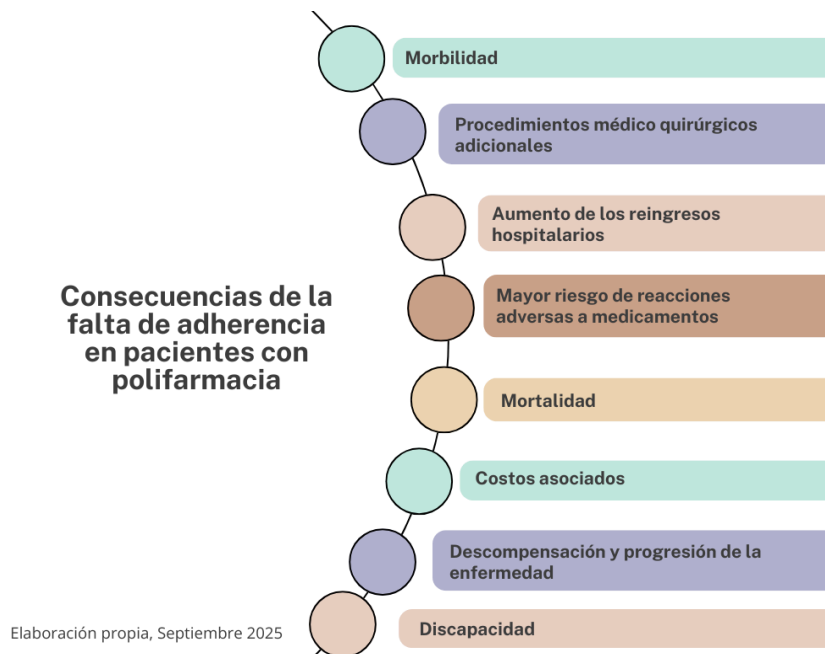 Morbilidad
Procedimientos médico quirúrgicos
adicionales
Aumento de los reingresos
hospitalarios
Consecuencias de la
falta de adherencia
en pacientes con
polifarmacia
Mayor riesgo de reacciones
adversas a medicamentos
Mortalidad
Costos asociados
Descompensación y progresión de la
enfermedad
Discapacidad
Elaboración propia, Septiembre 2025